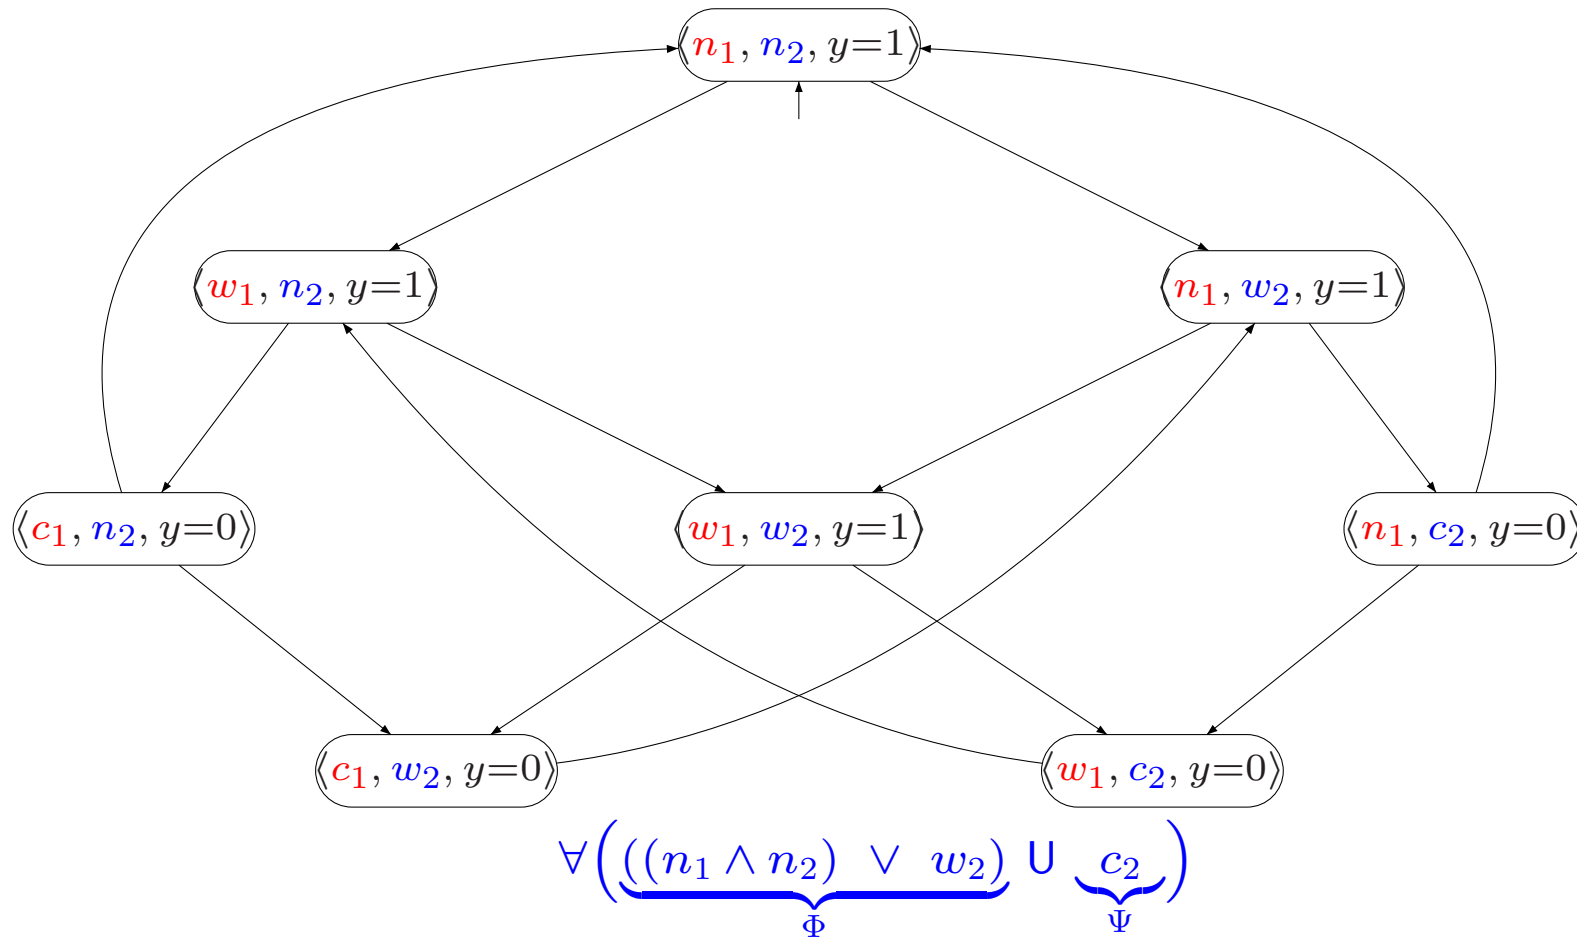 ⟨n₁, n₂, y=1⟩
⟨w₁, n₂, y=1⟩ ⟨n₁, w₂, y=1⟩
⟨c₁, n₂, y=0⟩ ⟨w₁, w₂, y=1⟩ ⟨n₁, c₂, y=0⟩
⟨c₁, w₂, y=0⟩ ⟨w₁, c₂, y=0⟩
∀(((n₁ ∧ n₂) ∨ w₂) U c₂)
Φ Ψ